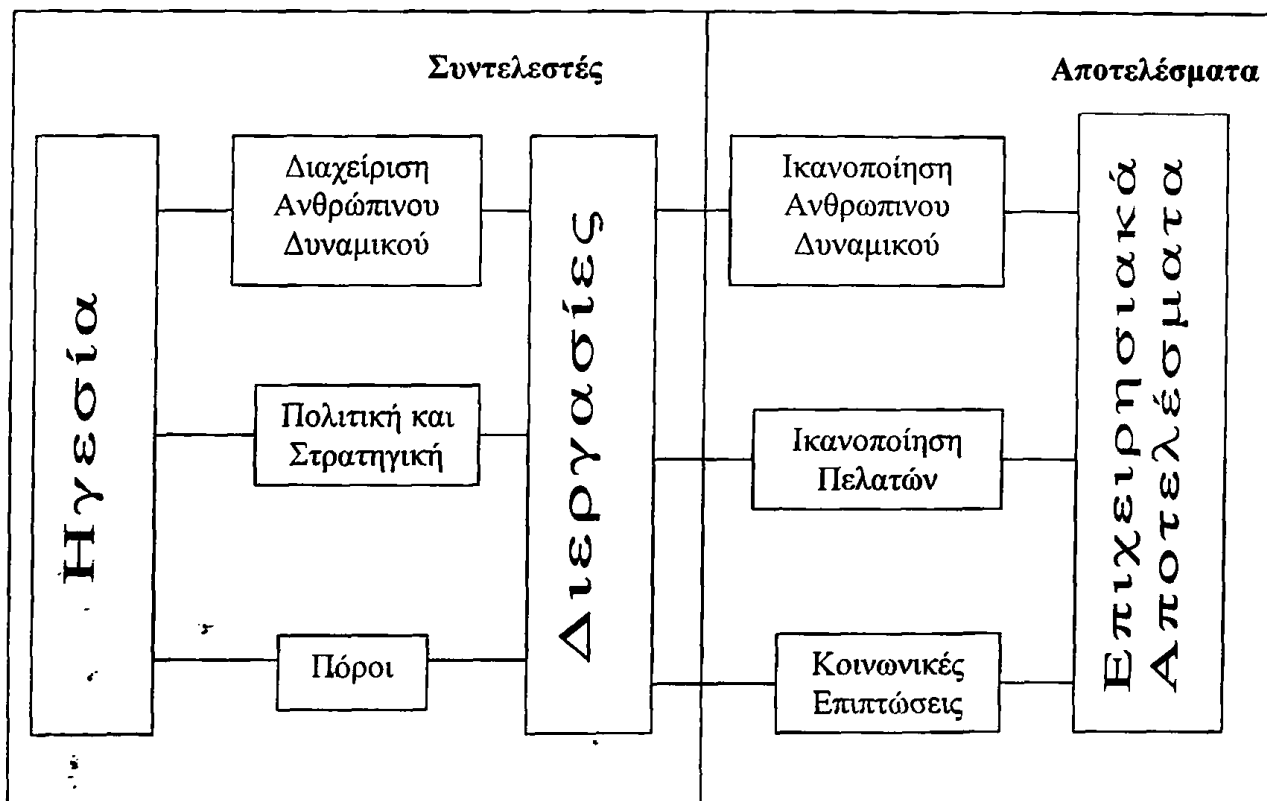 Συντελεστές
Αποτελέσματα
Ηγεσία
Διαχείριση
Ανθρώπινου
Δυναμικού
Πολιτική και
Στρατηγική
Πόροι
Διεργασίες
Ικανοποίηση
Ανθρωπινου
Δυναμικού
Ικανοποίηση
Πελατών
Κοινωνικές
Επιπτώσεις
Επιχειρησιακά
Αποτελέσματα